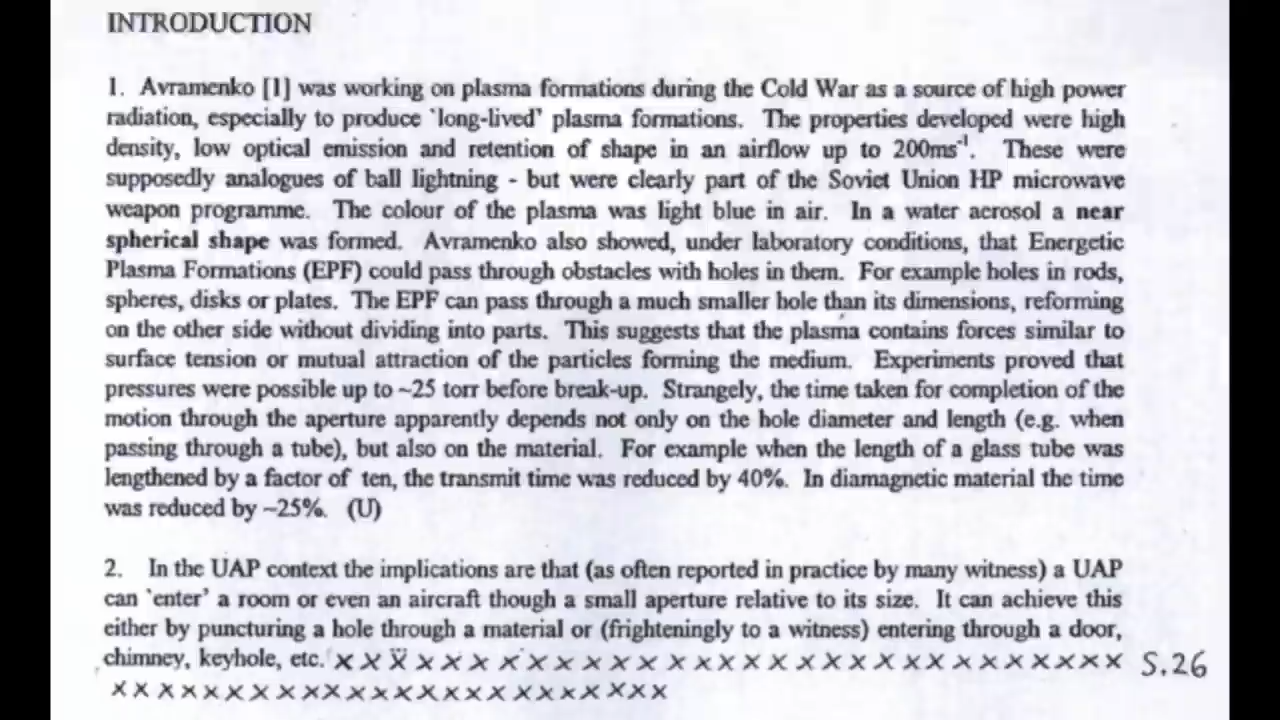 INTRODUCTION
1. Avramenko [1] was working on plasma formations during the Cold War as a source of high power
radiation, especially to produce 'long-lived' plasma formations. The properties developed were high
density, low optical emission and retention of shape in an airflow up to 200ms⁻¹. These were
supposedly analogues of ball lightning - but were clearly part of the Soviet Union HP microwave
weapon programme. The colour of the plasma was light blue in air. In a water aerosol a near
spherical shape was formed. Avramenko also showed, under laboratory conditions, that Energetic
Plasma Formations (EPF) could pass through obstacles with holes in them. For example holes in rods,
spheres, disks or plates. The EPF can pass through a much smaller hole than its dimensions, reforming
on the other side without dividing into parts. This suggests that the plasma contains forces similar to
surface tension or mutual attraction of the particles forming the medium. Experiments proved that
pressures were possible up to ~25 torr before break-up. Strangely, the time taken for completion of the
motion through the aperture apparently depends not only on the hole diameter and length (e.g. when
passing through a tube), but also on the material. For example when the length of a glass tube was
lengthened by a factor of ten, the transmit time was reduced by 40%. In diamagnetic material the time
was reduced by ~25%. (U)
2. In the UAP context the implications are that (as often reported in practice by many witness) a UAP
can 'enter' a room or even an aircraft though a small aperture relative to its size. It can achieve this
either by puncturing a hole through a material or (frighteningly to a witness) entering through a door,
chimney, keyhole, etc. x x x x x x x x x x x x x x x x x x x x x x x x x x x x x x x x x x x x S.26
x x x x x x x x x x x x x x x x x x x x x x x x x